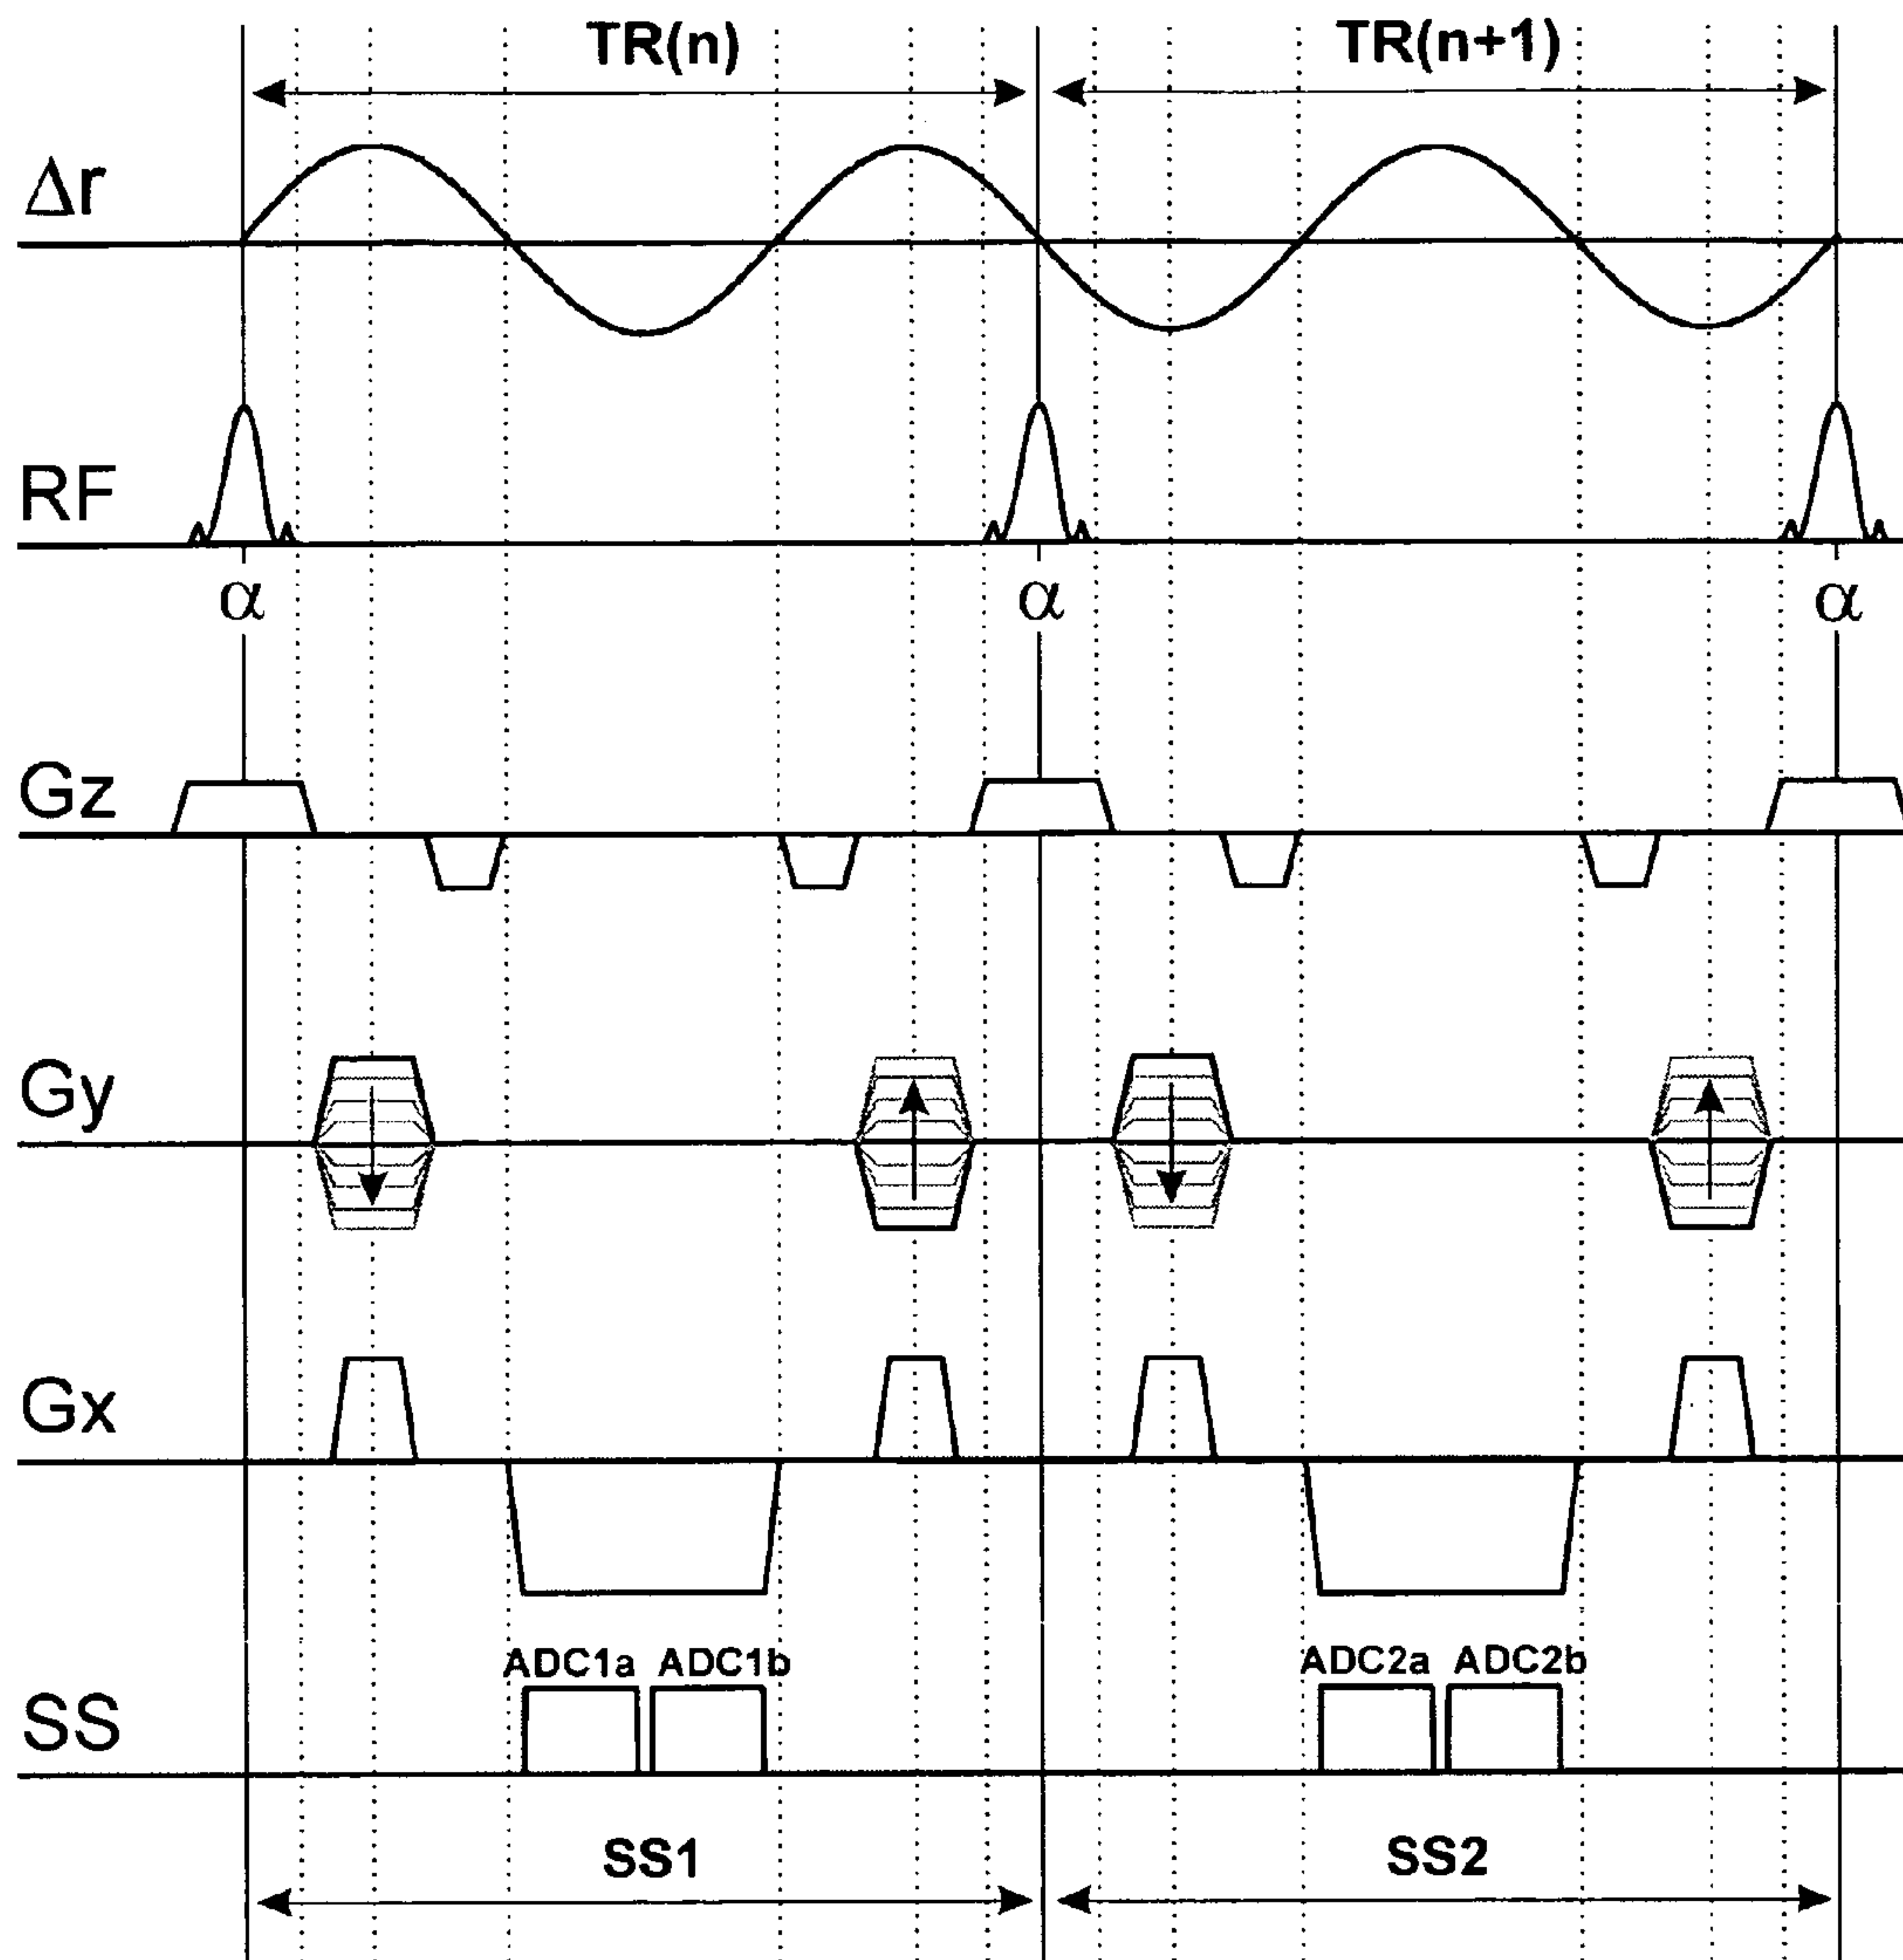 TR(n) TR(n+1)
Δr
RF
α α α
Gz
Gy
Gx
ADC1a ADC1b ADC2a ADC2b
SS
SS1 SS2